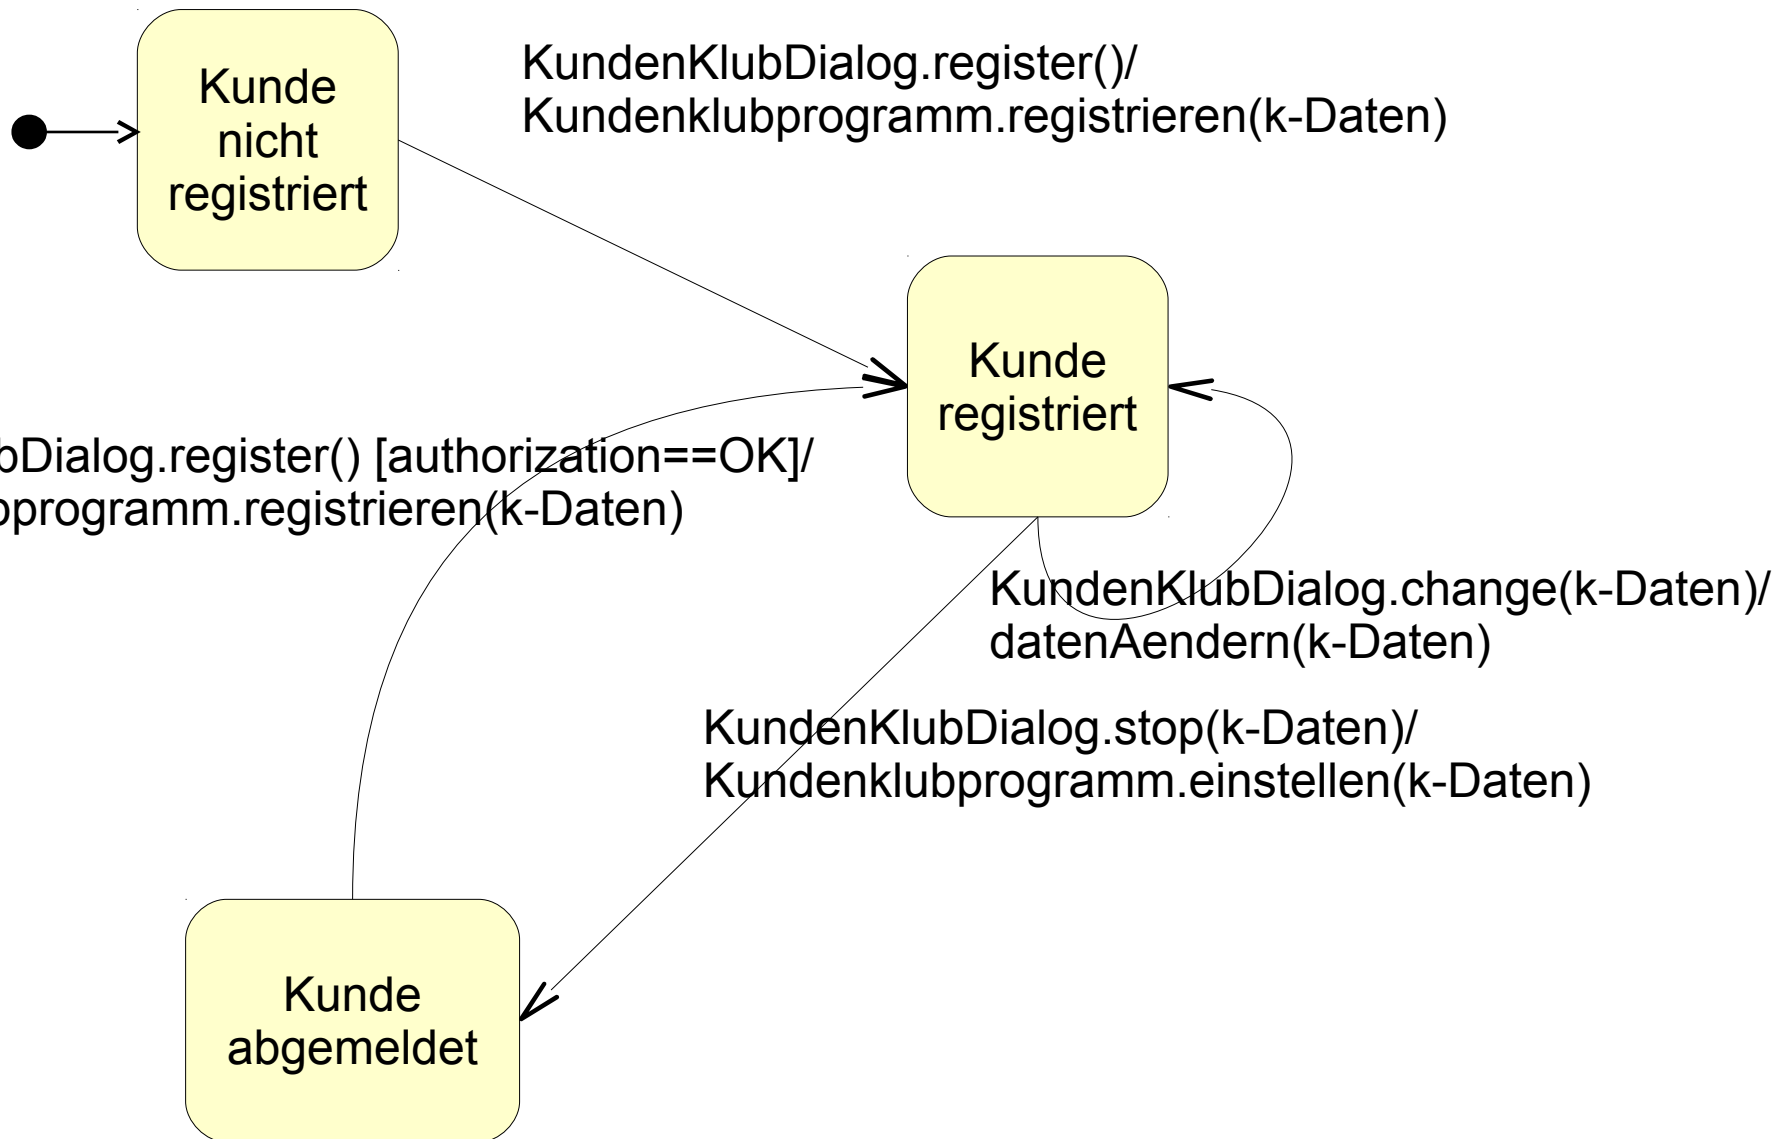 Kunde
nicht
registriert
KundenKlubDialog.register()/
Kundenklubprogramm.registrieren(k-Daten)
Kunde
registriert
bDialog.register() [authorization==OK]/
programm.registrieren(k-Daten)
KundenKlubDialog.change(k-Daten)/
datenAendern(k-Daten)
KundenKlubDialog.stop(k-Daten)/
Kundenklubprogramm.einstellen(k-Daten)
Kunde
abgemeldet